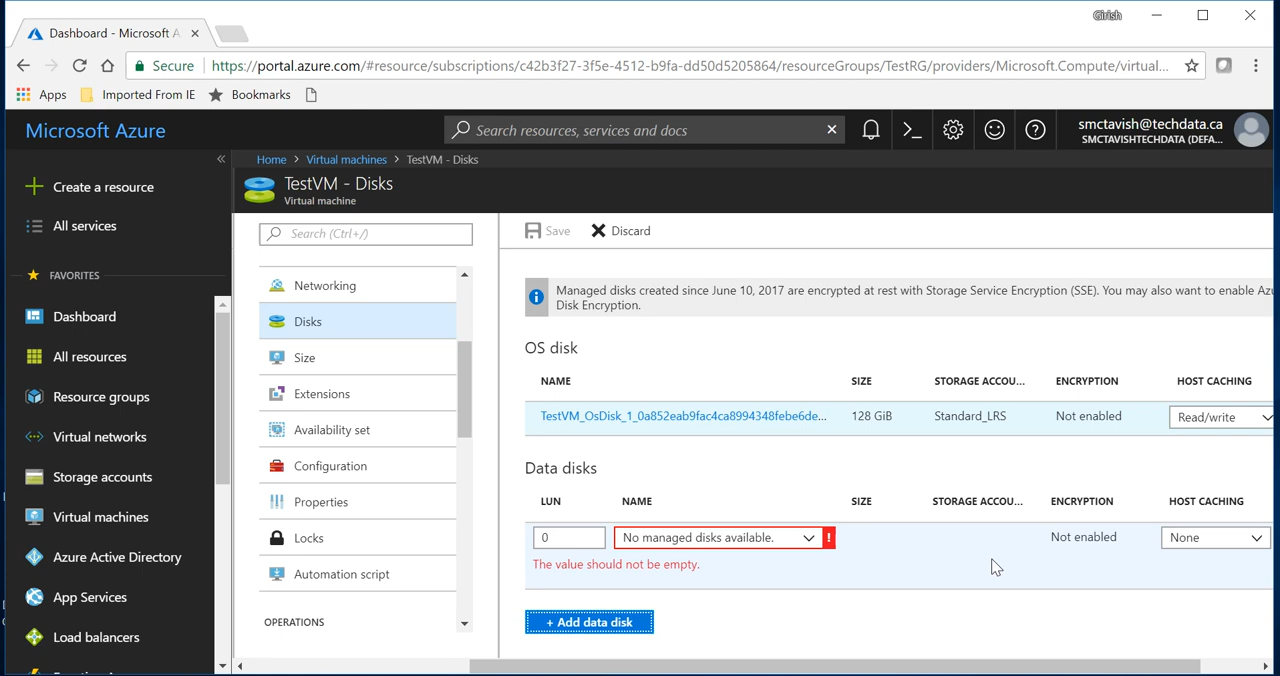 Girish
Dashboard - Microsoft A
Secure
https://portal.azure.com/#resource/subscriptions/c42b3f27-3f5e-4512-b9fa-dd50d5205864/resourceGroups/TestRG/providers/Microsoft.Compute/virtual...
Apps
Imported From IE
Bookmarks
Microsoft Azure
Search resources, services and docs
smctavish@techdata.ca
SMCTAVISHTECHDATA (DEFA...
Home > Virtual machines > TestVM - Disks
TestVM - Disks
Virtual machine
Create a resource
All services
FAVORITES
Dashboard
All resources
Resource groups
Virtual networks
Storage accounts
Virtual machines
Azure Active Directory
App Services
Load balancers
Search (Ctrl+/)
Networking
Disks
Size
Extensions
Availability set
Configuration
Properties
Locks
Automation script
OPERATIONS
Save
Discard
Managed disks created since June 10, 2017 are encrypted at rest with Storage Service Encryption (SSE). You may also want to enable Azu
Disk Encryption.
OS disk
NAME SIZE STORAGE ACCOU... ENCRYPTION HOST CACHING
TestVM_OsDisk_1_0a852eab9fac4ca8994348febe6de... 128 GiB Standard_LRS Not enabled Read/write
Data disks
LUN NAME SIZE STORAGE ACCOU... ENCRYPTION HOST CACHING
0 No managed disks available. ! Not enabled None
The value should not be empty.
+ Add data disk